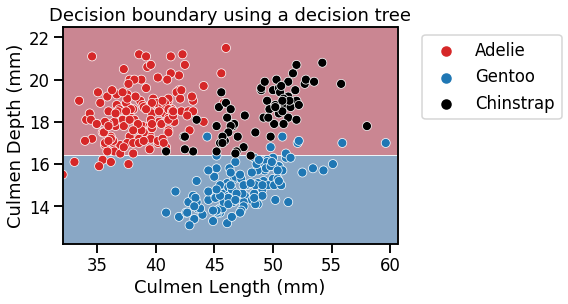 Decision boundary using a decision tree
22
20
18
16
14
Culmen Depth (mm)
35
40
45
50
55
60
Culmen Length (mm)
Adelie
Gentoo
Chinstrap